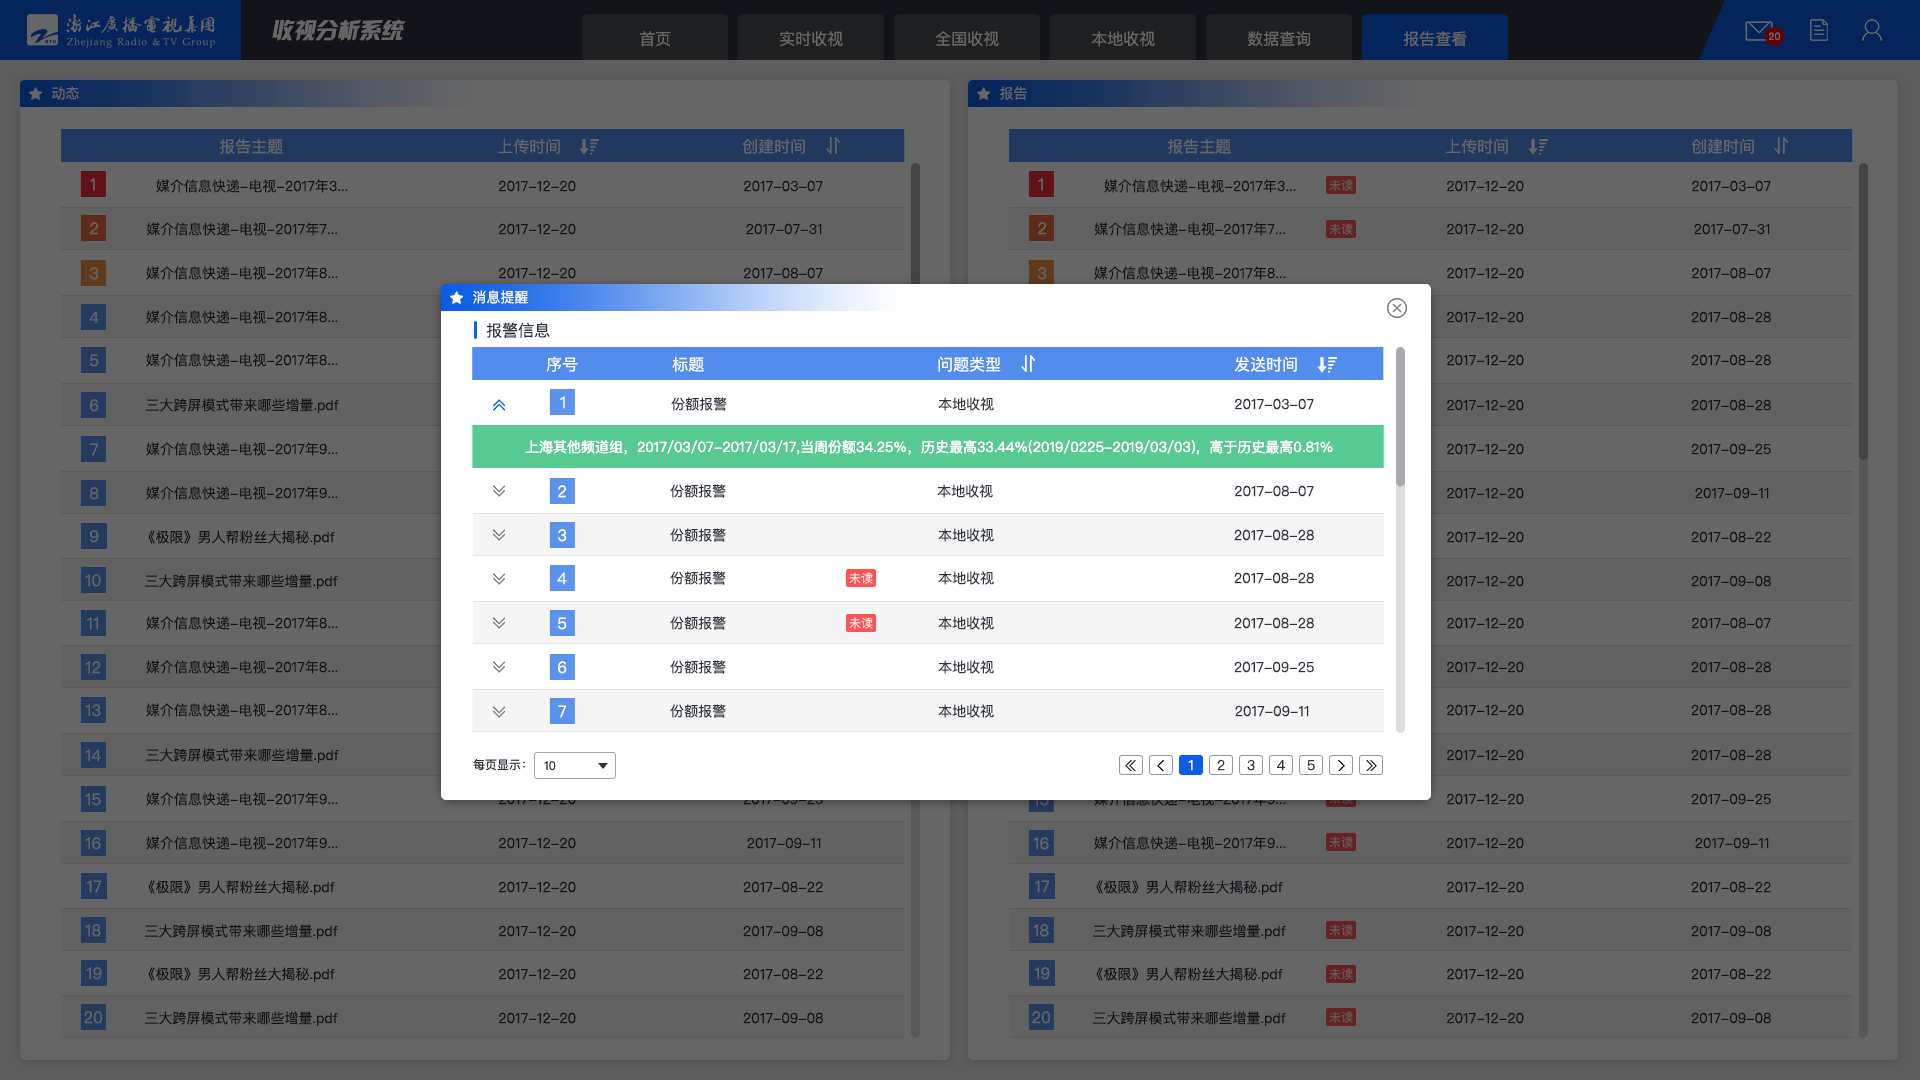 浙江广播電視集团
Zhejiang Radio & TV Group
收视分析系统
首页
实时收视
全国收视
本地收视
数据查询
报告查看
20
动态
报告主题 上传时间 创建时间
1 媒介信息快递-电视-2017年3... 2017-12-20 2017-03-07
2 媒介信息快递-电视-2017年7... 2017-12-20 2017-07-31
3 媒介信息快递-电视-2017年8... 2017-12-20 2017-08-07
4 媒介信息快递-电视-2017年8...
5 媒介信息快递-电视-2017年8...
6 三大跨屏模式带来哪些增量.pdf
7 媒介信息快递-电视-2017年9...
8 媒介信息快递-电视-2017年9...
9 《极限》男人帮粉丝大揭秘.pdf
10 三大跨屏模式带来哪些增量.pdf
11 媒介信息快递-电视-2017年8...
12 媒介信息快递-电视-2017年8...
13 媒介信息快递-电视-2017年8...
14 三大跨屏模式带来哪些增量.pdf
15 媒介信息快递-电视-2017年9... 2017-12-20 2017-09-25
16 媒介信息快递-电视-2017年9... 2017-12-20 2017-09-11
17 《极限》男人帮粉丝大揭秘.pdf 2017-12-20 2017-08-22
18 三大跨屏模式带来哪些增量.pdf 2017-12-20 2017-09-08
19 《极限》男人帮粉丝大揭秘.pdf 2017-12-20 2017-08-22
20 三大跨屏模式带来哪些增量.pdf 2017-12-20 2017-09-08
报告
报告主题 上传时间 创建时间
1 媒介信息快递-电视-2017年3... 未读 2017-12-20 2017-03-07
2 媒介信息快递-电视-2017年7... 未读 2017-12-20 2017-07-31
3 媒介信息快递-电视-2017年8... 2017-12-20 2017-08-07
2017-12-20 2017-08-28
2017-12-20 2017-08-28
2017-12-20 2017-08-28
2017-12-20 2017-09-25
2017-12-20 2017-09-11
2017-12-20 2017-08-22
2017-12-20 2017-09-08
2017-12-20 2017-08-07
2017-12-20 2017-08-28
2017-12-20 2017-08-28
2017-12-20 2017-08-28
15 媒介信息快递-电视-2017年9... 未读 2017-12-20 2017-09-25
16 媒介信息快递-电视-2017年9... 未读 2017-12-20 2017-09-11
17 《极限》男人帮粉丝大揭秘.pdf 2017-12-20 2017-08-22
18 三大跨屏模式带来哪些增量.pdf 未读 2017-12-20 2017-09-08
19 《极限》男人帮粉丝大揭秘.pdf 未读 2017-12-20 2017-08-22
20 三大跨屏模式带来哪些增量.pdf 未读 2017-12-20 2017-09-08
消息提醒
报警信息
序号 标题 问题类型 发送时间
1 份额报警 本地收视 2017-03-07
上海其他频道组，2017/03/07-2017/03/17,当周份额34.25%，历史最高33.44%(2019/0225-2019/03/03)，高于历史最高0.81%
2 份额报警 本地收视 2017-08-07
3 份额报警 本地收视 2017-08-28
4 份额报警 未读 本地收视 2017-08-28
5 份额报警 未读 本地收视 2017-08-28
6 份额报警 本地收视 2017-09-25
7 份额报警 本地收视 2017-09-11
每页显示： 10
1 2 3 4 5